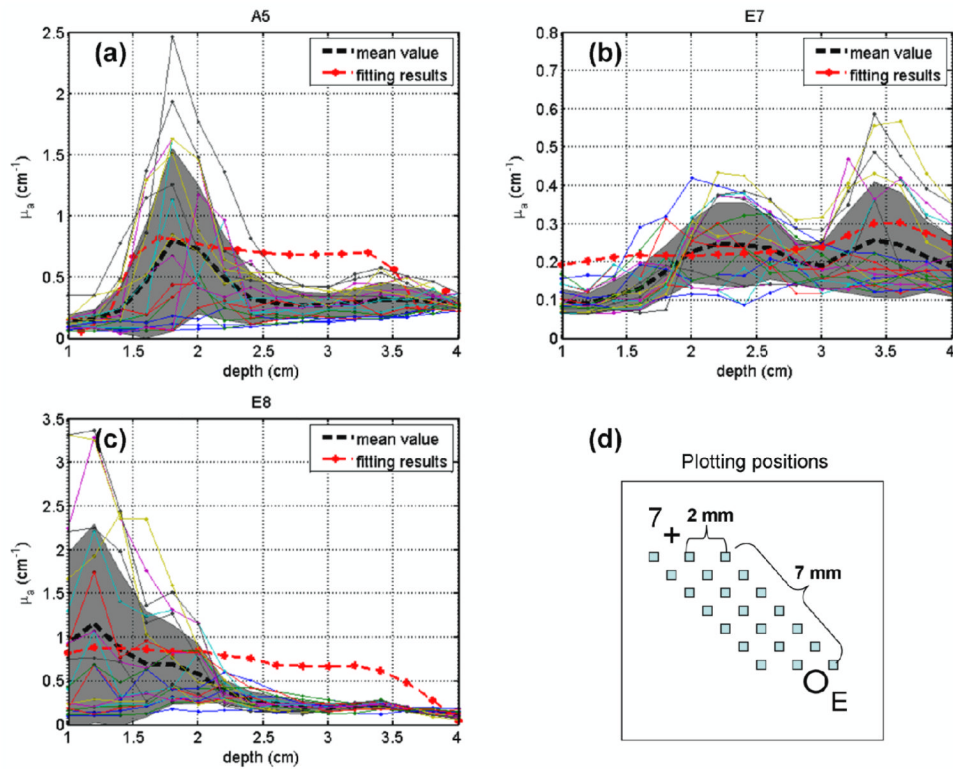 A5
(a)
mean value
fitting results
μa (cm-1)
2.5
2
1.5
1
0.5
0
1 1.5 2 2.5 3 3.5 4
depth (cm)
E7
(b)
mean value
fitting results
μa (cm-1)
0.8
0.7
0.6
0.5
0.4
0.3
0.2
0.1
0
1 1.5 2 2.5 3 3.5 4
depth (cm)
E8
(c)
mean value
fitting results
μa (cm-1)
3.5
3
2.5
2
1.5
1
0.5
0
1 1.5 2 2.5 3 3.5 4
depth (cm)
(d)
Plotting positions
7
+
2 mm
7 mm
E